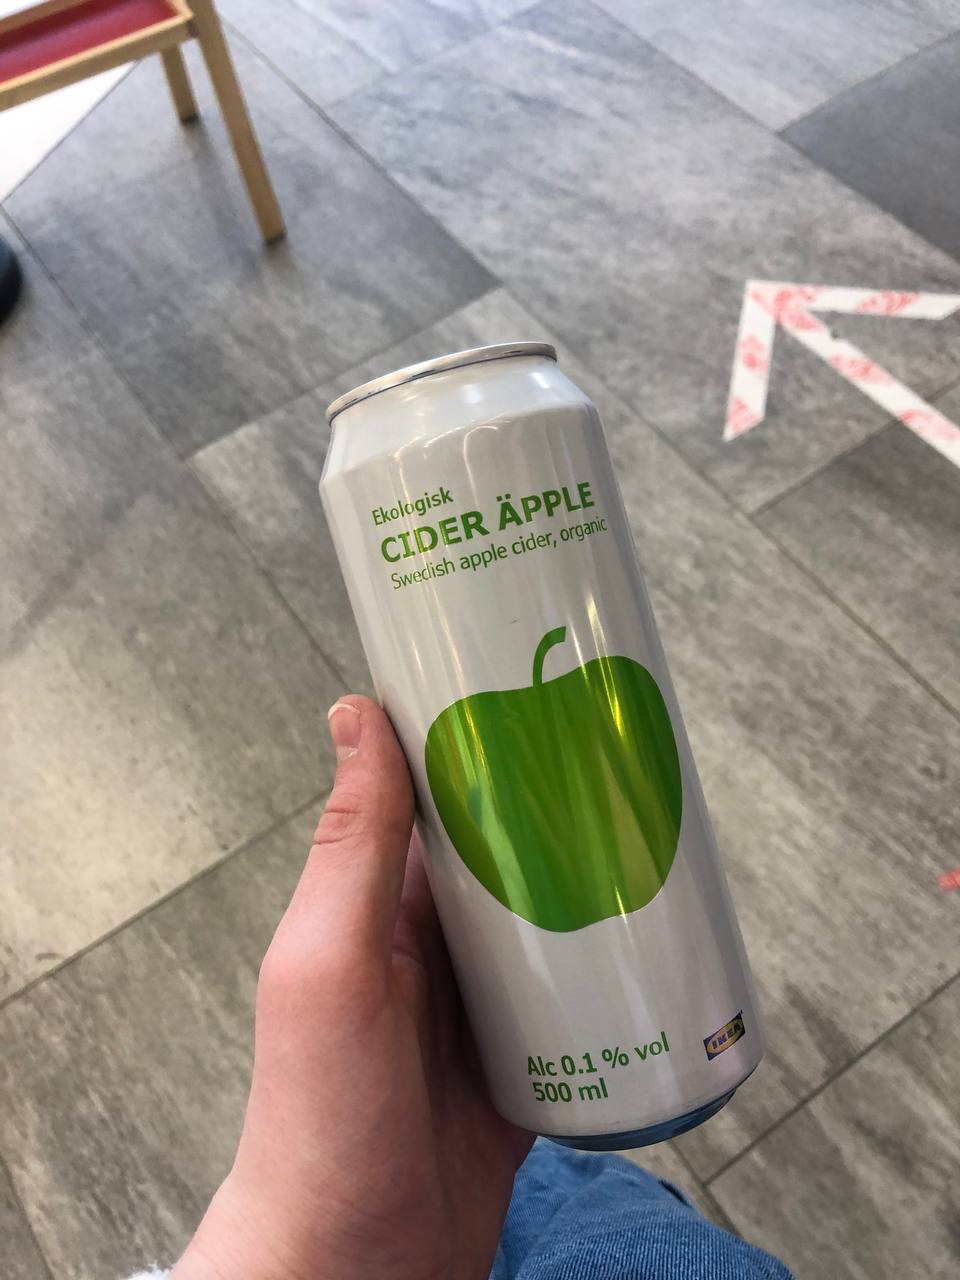 Ekologisk
CIDER ÄPPLE
Swedish apple cider, organic
Alc 0.1 % vol
500 ml
IKEA